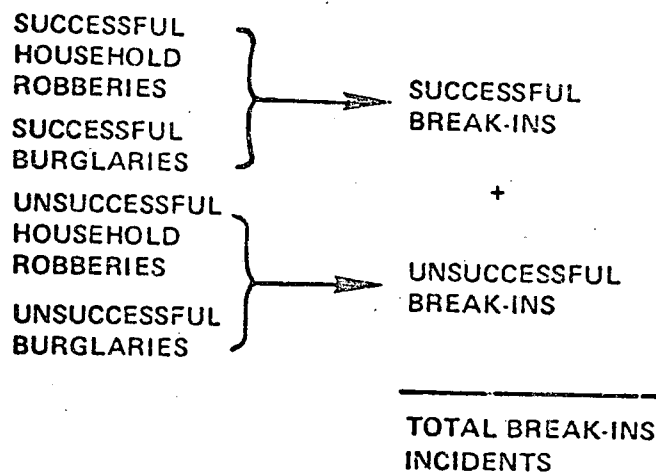 SUCCESSFUL
HOUSEHOLD
ROBBERIES
SUCCESSFUL
BURGLARIES
SUCCESSFUL
BREAK-INS
+
UNSUCCESSFUL
HOUSEHOLD
ROBBERIES
UNSUCCESSFUL
BURGLARIES
UNSUCCESSFUL
BREAK-INS
TOTAL BREAK-INS
INCIDENTS